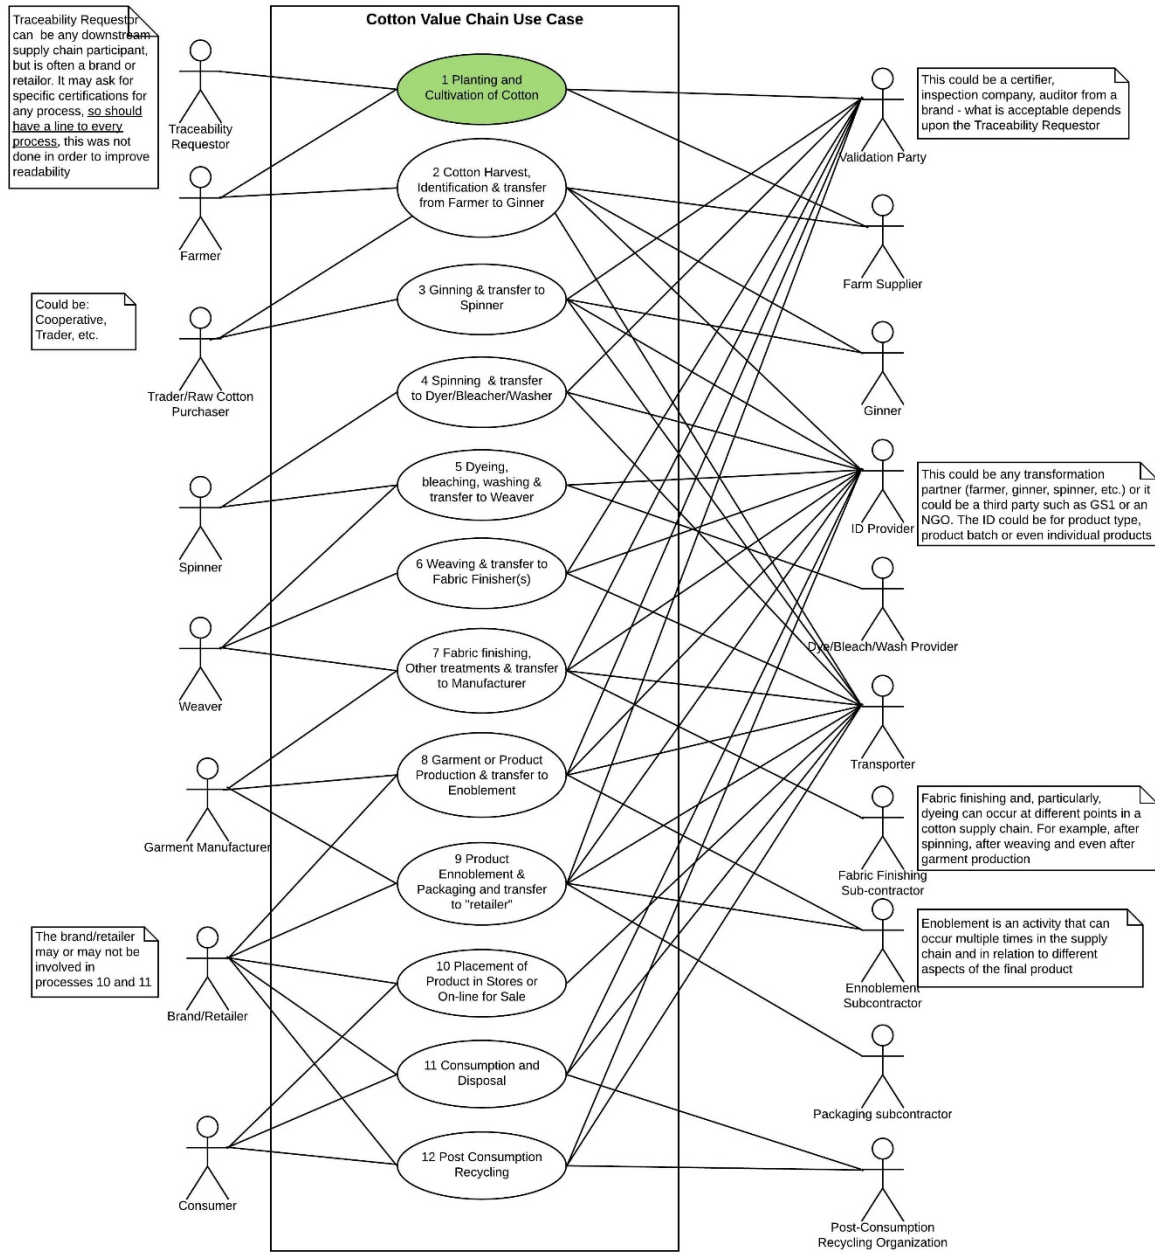 Cotton Value Chain Use Case
Traceability Requestor
can  be any downstream
supply chain participant,
but is often a brand or
retailor. It may ask for
specific certifications for
any process, so should
have a line to every
process, this was not
done in order to improve
readability
Traceability
Requestor
Farmer
Could be:
Cooperative,
Trader, etc.
Trader/Raw Cotton
Purchaser
Spinner
Weaver
Garment Manufacturer
The brand/retailer
may or may not be
involved in
processes 10 and 11
Brand/Retailer
Consumer
1 Planting and
Cultivation of Cotton
2 Cotton Harvest,
Identification & transfer
from Farmer to Ginner
3 Ginning & transfer to
Spinner
4 Spinning  & transfer
to Dyer/Bleacher/Washer
5 Dyeing,
bleaching, washing &
transfer to Weaver
6 Weaving & transfer to
Fabric Finisher(s)
7 Fabric finishing,
Other treatments & transfer
to Manufacturer
8 Garment or Product
Production & transfer to
Enoblement
9 Product
Ennoblement &
Packaging and transfer
to "retailer"
10 Placement of
Product in Stores or
On-line for Sale
11 Consumption and
Disposal
12 Post Consumption
Recycling
Validation Party
This could be a certifier,
inspection company, auditor from a
brand - what is acceptable depends
upon the Traceability Requestor
Farm Supplier
Ginner
ID Provider
This could be any transformation
partner (farmer, ginner, spinner, etc.) or it
could be a third party such as GS1 or an
NGO. The ID could be for product type,
product batch or even individual products
Dye/Bleach/Wash Provider
Transporter
Fabric finishing and, particularly,
dyeing can occur at different points in a
cotton supply chain. For example, after
spinning, after weaving and even after
garment production
Fabric Finishing
Sub-contractor
Enoblement is an activity that can
occur multiple times in the supply
chain and in relation to different
aspects of the final product
Ennoblement
Subcontractor
Packaging subcontractor
Post-Consumption
Recycling Organization